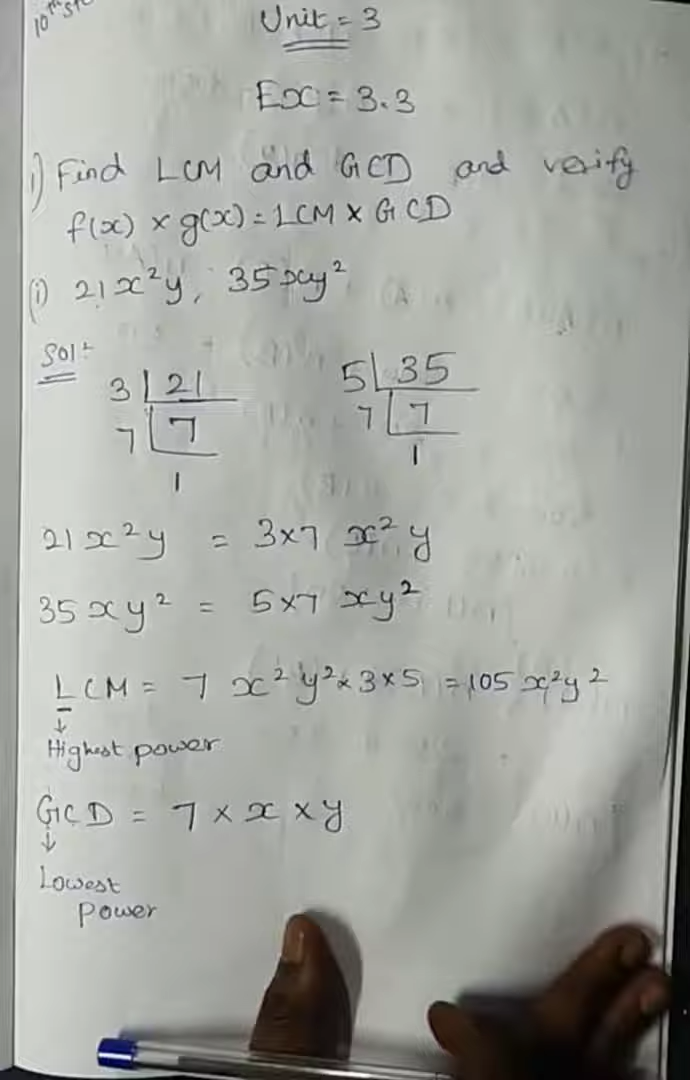 10th st
Unit = 3
Ex = 3.3
1) Find LCM and GCD and verify
f(x) × g(x) = LCM × GCD
(i) 21x²y, 35xy²
Sol:
3 | 21
7 | 7
1
5 | 35
7 | 7
1
21x²y = 3×7 x²y
35xy² = 5×7 xy²
LCM = 7 x²y² × 3×5 = 105 x²y²
↓
Highest power
GCD = 7 × x × y
↓
Lowest
power